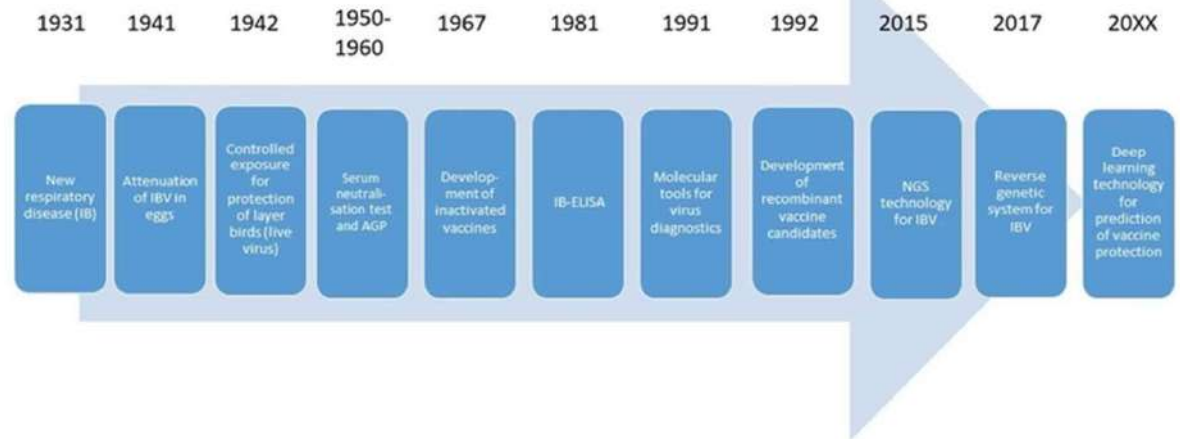 1931
1941
1942
1950-
1960
1967
1981
1991
1992
2015
2017
20XX
New
respiratory
disease (IB)
Attenuation
of IBV in
eggs
Controlled
exposure
for
protection
of layer
birds (live
virus)
Serum
neutrali-
sation test
and AGP
Develop-
ment of
inactivated
vaccines
IB-ELISA
Molecular
tools for
virus
diagnostics
Development
of
recombinant
vaccine
candidates
NGS
technology
for IBV
Reverse
genetic
system for
IBV
Deep
learning
technology
for
prediction
of vaccine
protection